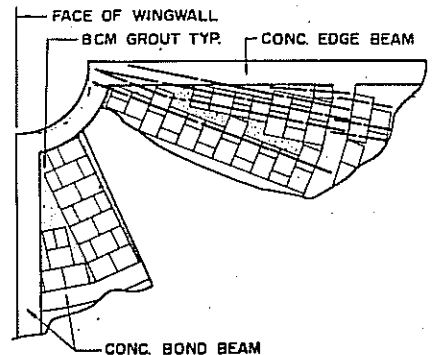 FACE OF WINGWALL
BCM GROUT TYP.
CONC. EDGE BEAM
CONC. BOND BEAM